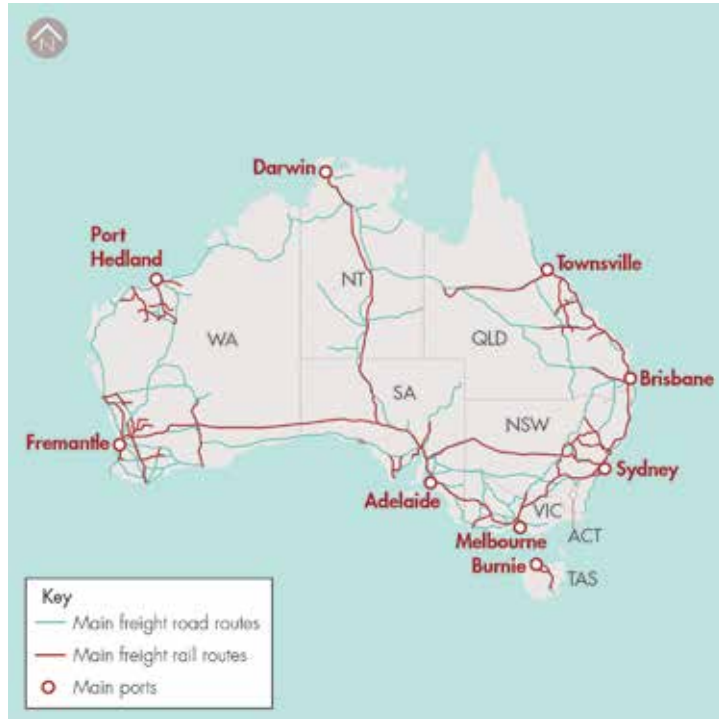 N
Darwin
Port
Hedland
Townsville
NT
WA
QLD
Brisbane
SA
NSW
Fremantle
Sydney
Adelaide
VIC
Melbourne
ACT
Burnie
TAS
Key
Main freight road routes
Main freight rail routes
Main ports